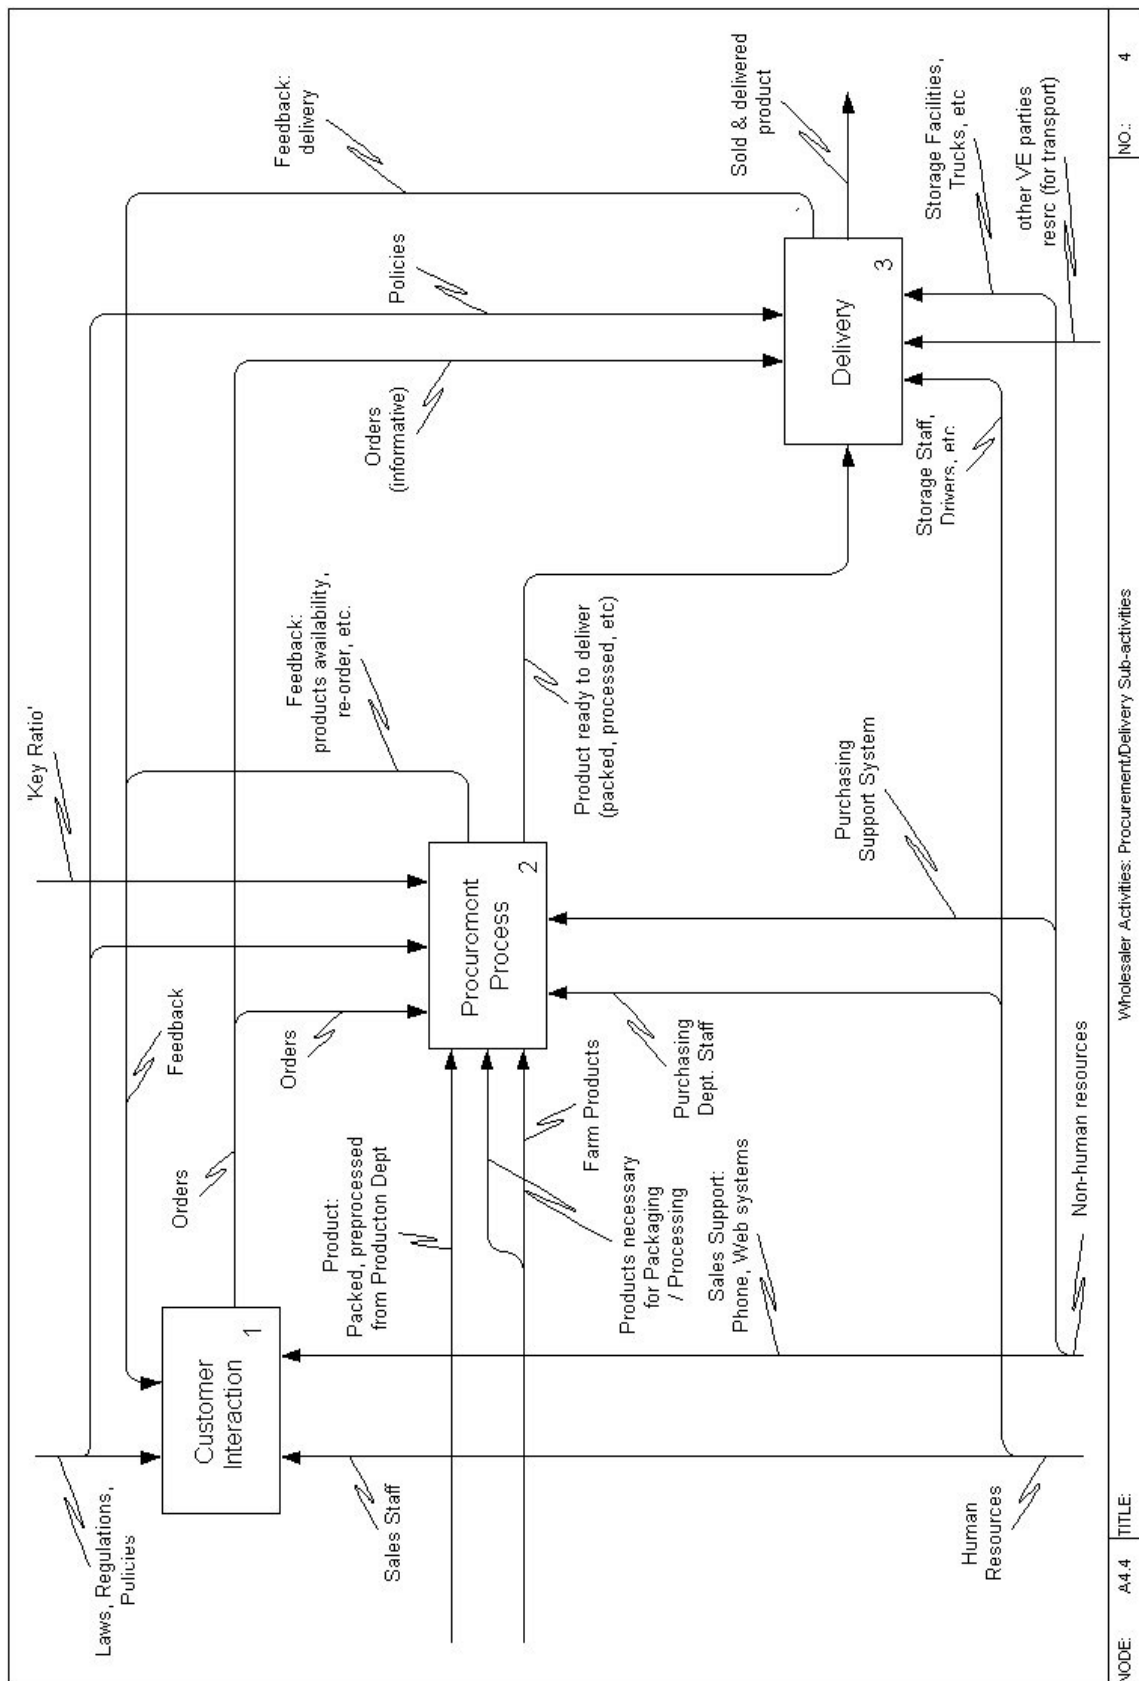 'Key Ratio'
Laws, Regulations,
Pulicies
Feedback
Feedback:
delivery
Policies
Orders
Orders
Orders
(informative)
Customer
Interaction
1
Feedback:
products availability,
re-order, etc.
Sold & delivered
product
Sales Staff
Product:
Packed, preprocessed
from Producton Dept
Procuromont
Process
2
Product ready to deliver
(packed, processed, etc)
Farm Products
Products necessary
for Packaging
/ Processing
Purchasing
Dept. Staff
Sales Support:
Phone, Web systems
Purchasing
Support System
Delivery
3
Storage Staff,
Drivers, etc
Storage Facilities,
Trucks, etc
other VE parties
resrc (for transport)
Human
Resources
Non-human resources
NODE:
A4.4
TITLE:
Wholesaler Activities: Procurement/Delivery Sub-activities
NO.:
4